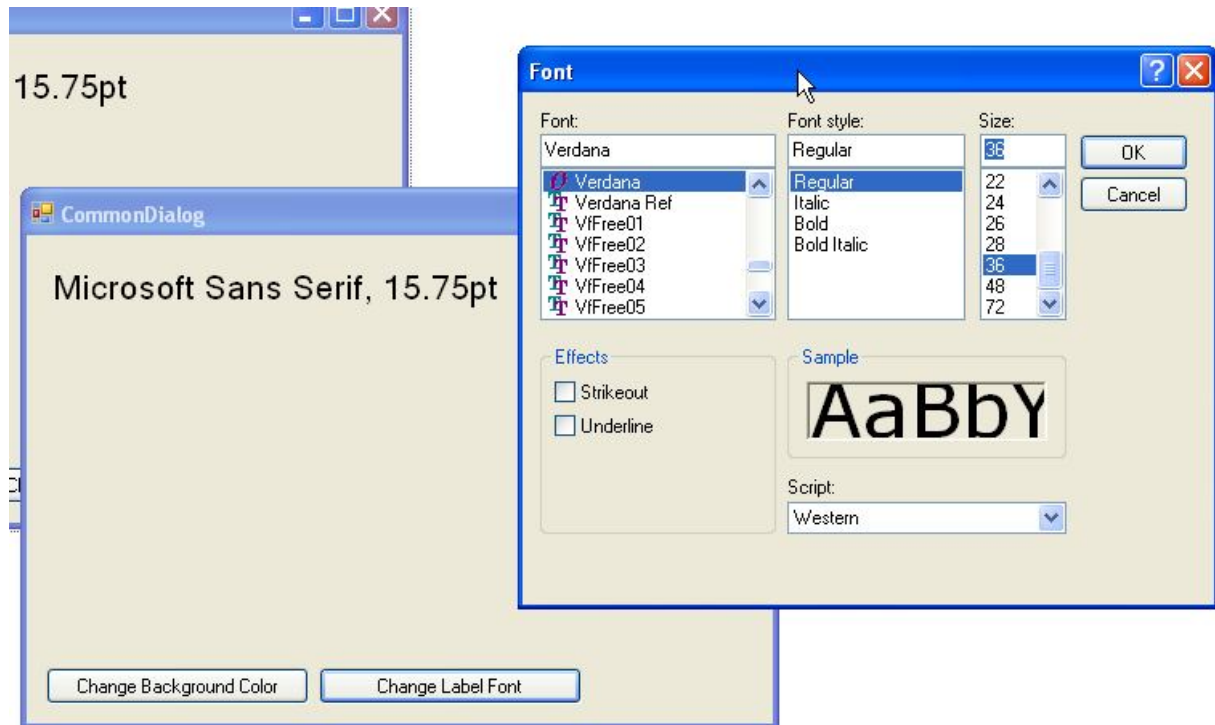 15.75pt
CommonDialog
Microsoft Sans Serif, 15.75pt
Change Background Color
Change Label Font
Font
Font:
Verdana
Verdana
Verdana Ref
VfFree01
VfFree02
VfFree03
VfFree04
VfFree05
Font style:
Regular
Regular
Italic
Bold
Bold Italic
Size:
36
22
24
26
28
36
48
72
OK
Cancel
Effects
Strikeout
Underline
Sample
AaBbY
Script:
Western